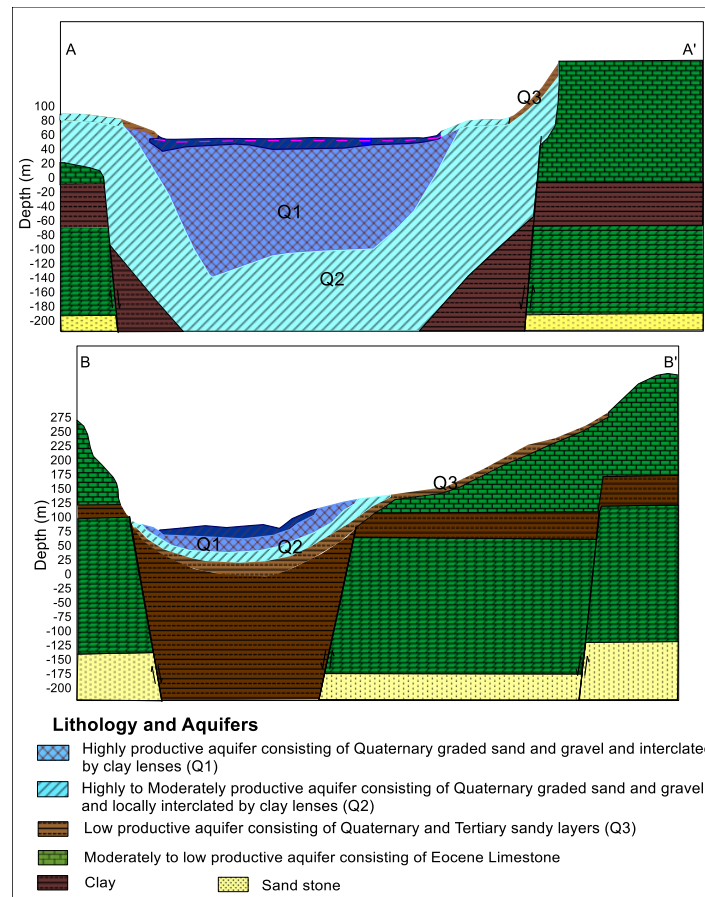 A
A'
Q3
100
80
60
40
20
0
-20
-40
-60
-80
-100
-120
-140
-160
-180
-200
Depth (m)
Q1
Q2
B
B'
275
250
225
200
175
150
125
100
75
50
25
0
-25
-50
-75
-100
-125
-150
-175
-200
Depth (m)
Q3
Q1
Q2
Lithology and Aquifers
Highly productive aquifer consisting of Quaternary graded sand and gravel and interclate
by clay lenses (Q1)
Highly to Moderately productive aquifer consisting of Quaternary graded sand and gravel
and locally interclated by clay lenses (Q2)
Low productive aquifer consisting of Quaternary and Tertiary sandy layers (Q3)
Moderately to low productive aquifer consisting of Eocene Limestone
Clay
Sand stone